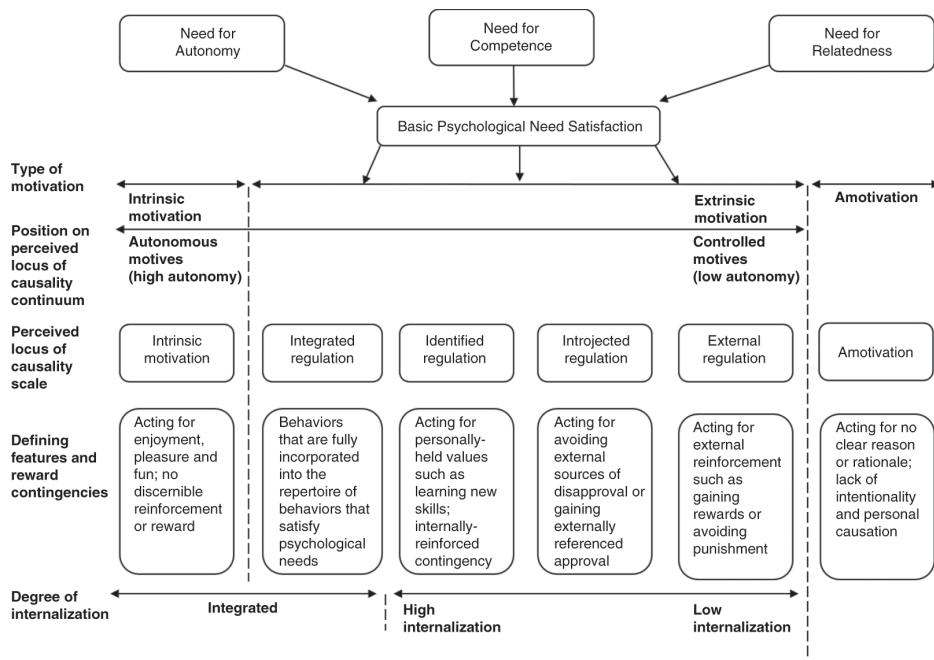 Need for
Autonomy
Need for
Competence
Need for
Relatedness
Basic Psychological Need Satisfaction
Type of
motivation
Intrinsic
motivation
Extrinsic
motivation
Amotivation
Position on
perceived
locus of
causality
continuum
Autonomous
motives
(high autonomy)
Controlled
motives
(low autonomy)
Perceived
locus of
causality
scale
Intrinsic
motivation
Integrated
regulation
Identified
regulation
Introjected
regulation
External
regulation
Amotivation
Defining
features and
reward
contingencies
Acting for
enjoyment,
pleasure and
fun; no
discernible
reinforcement
or reward
Behaviors
that are fully
incorporated
into the
repertoire of
behaviors that
satisfy
psychological
needs
Acting for
personally-
held values
such as
learning new
skills;
internally-
reinforced
contingency
Acting for
avoiding
external
sources of
disapproval or
gaining
externally
referenced
approval
Acting for
external
reinforcement
such as
gaining
rewards or
avoiding
punishment
Acting for no
clear reason
or rationale;
lack of
intentionality
and personal
causation
Degree of
internalization
Integrated
High
internalization
Low
internalization